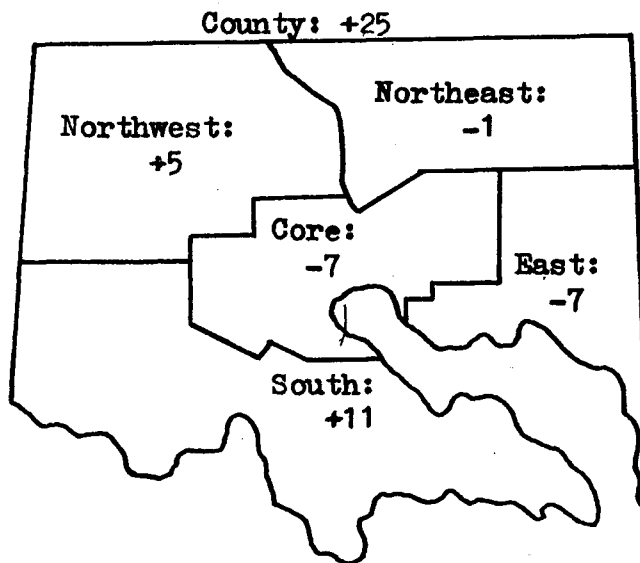 County: +25
Northwest:
+5
Northeast:
-1
Core:
-7
East:
-7
South:
+11